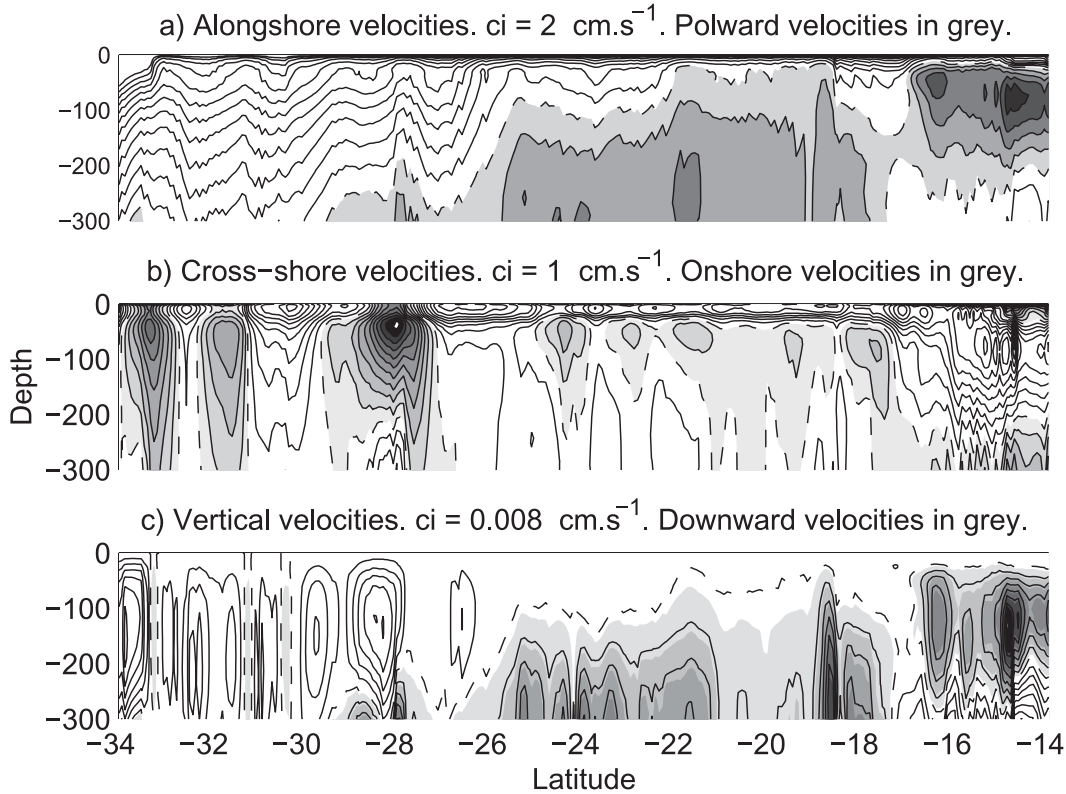 a) Alongshore velocities. ci = 2 cm.s−1. Polward velocities in grey.
0
−100
−200
−300
b) Cross−shore velocities. ci = 1 cm.s−1. Onshore velocities in grey.
0
−100
−200
−300
Depth
c) Vertical velocities. ci = 0.008 cm.s−1. Downward velocities in grey.
0
−100
−200
−300
−34 −32 −30 −28 −26 −24 −22 −20 −18 −16 −14
Latitude